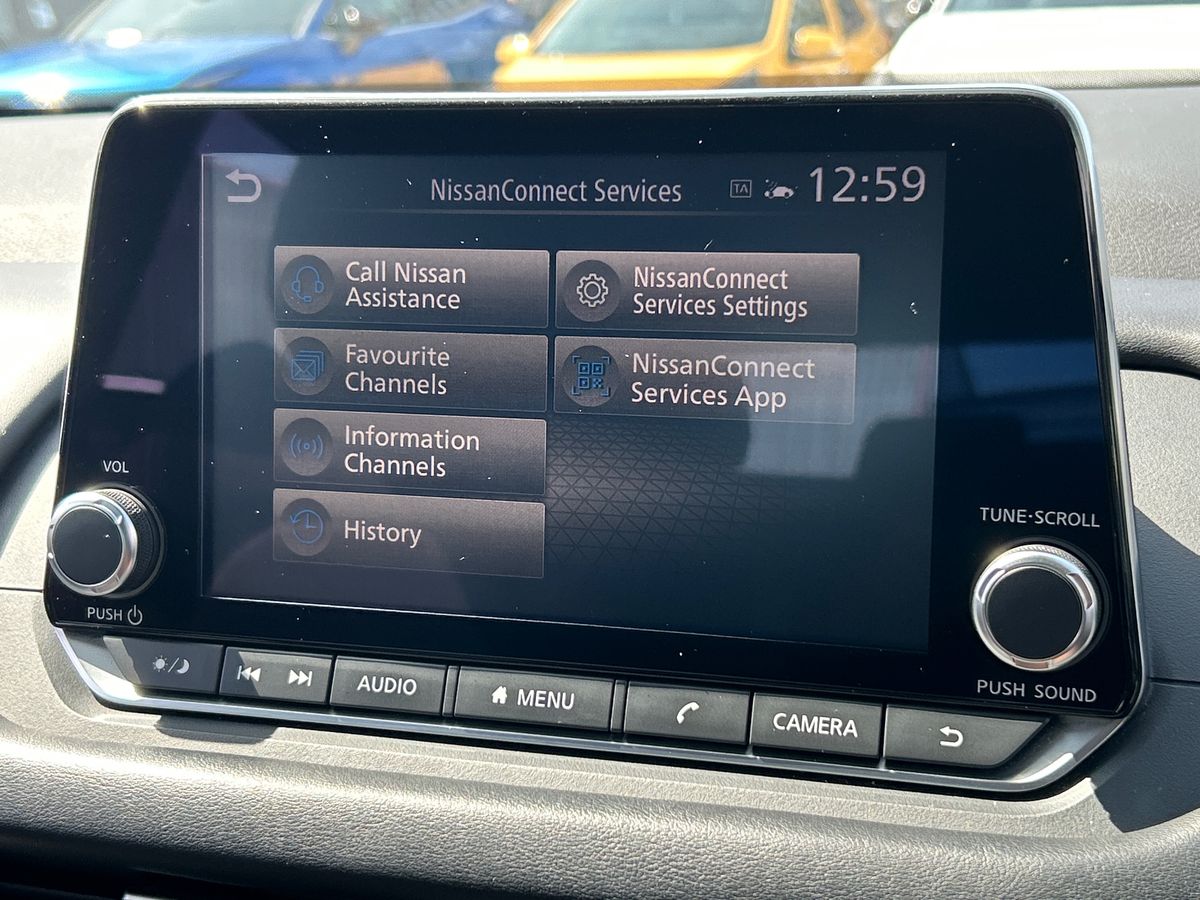 NissanConnect Services
TA
12:59
Call Nissan
Assistance
NissanConnect
Services Settings
Favourite
Channels
NissanConnect
Services App
Information
Channels
History
VOL
PUSH
TUNE·SCROLL
PUSH SOUND
AUDIO
MENU
CAMERA